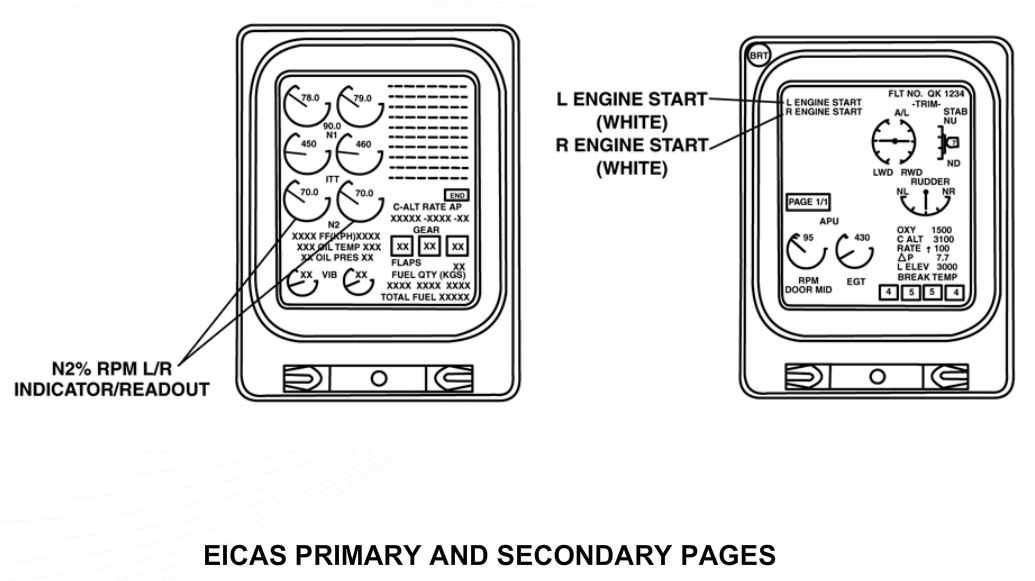 78.0 79.0
90.0
N1
450 460
ITT
70.0 70.0
N2
XXXX FF(KPH)XXXX
XXX OIL TEMP XXX
XX OIL PRES XX
XX VIB XX
END
C-ALT RATE AP
XXXXX -XXXX -XX
GEAR
XX XX XX
FLAPS
XX
FUEL QTY (KGS)
XXXX XXXX XXXX
TOTAL FUEL XXXXX
N2% RPM L/R
INDICATOR/READOUT
L ENGINE START
(WHITE)
R ENGINE START
(WHITE)
BRT
FLT NO. QK 1234
L ENGINE START
R ENGINE START
-TRIM-
A/L
STAB
NU
ND
LWD RWD
RUDDER
NL NR
PAGE 1/1
APU
95 430
RPM
DOOR MID
EGT
OXY 1500
C ALT 3100
RATE ↑ 100
△P 7.7
L ELEV 3000
BREAK TEMP
4 5 5 4
EICAS PRIMARY AND SECONDARY PAGES